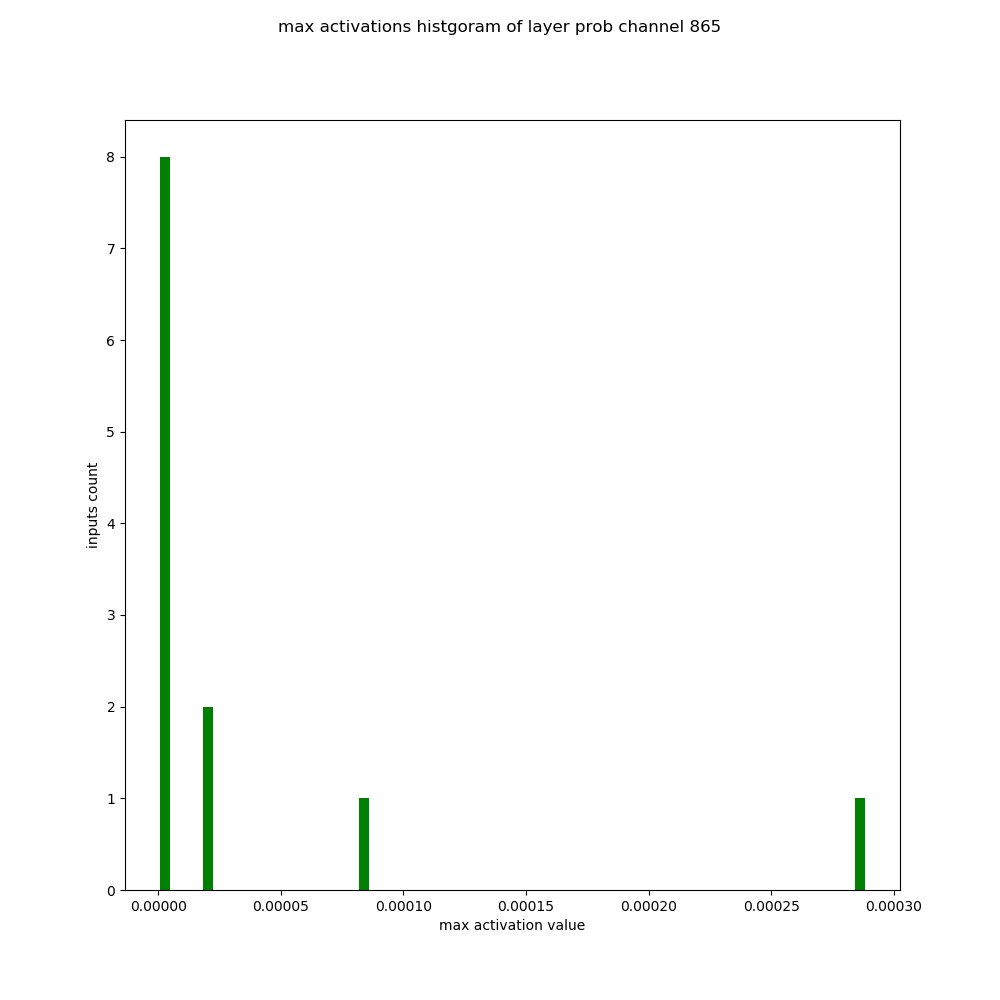 max activations histgoram of layer prob channel 865
8
7
6
5
4
3
2
1
0
inputs count
0.00000 0.00005 0.00010 0.00015 0.00020 0.00025 0.00030
max activation value